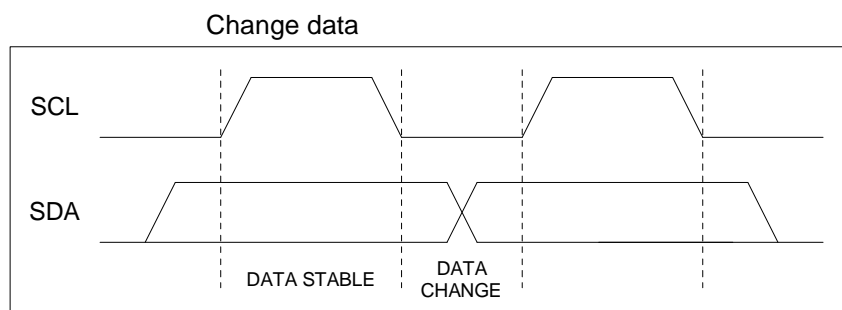 Change data
SCL
SDA
DATA STABLE
DATA
CHANGE